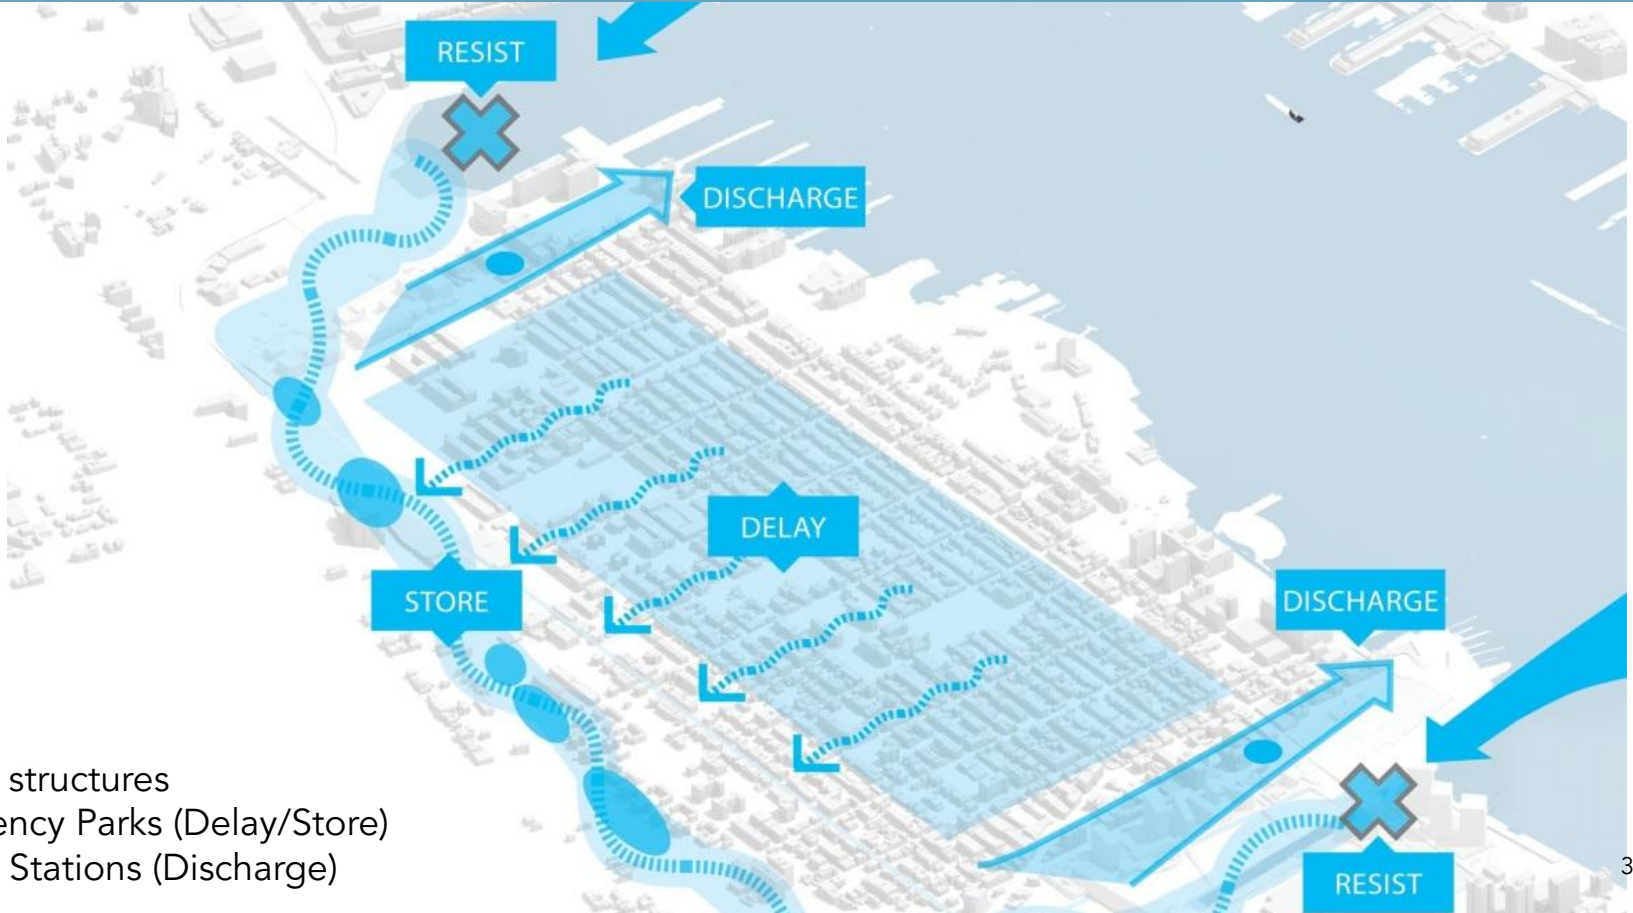 RESIST
DISCHARGE
DELAY
STORE
DISCHARGE
structures
ency Parks (Delay/Store)
Stations (Discharge)
RESIST
3